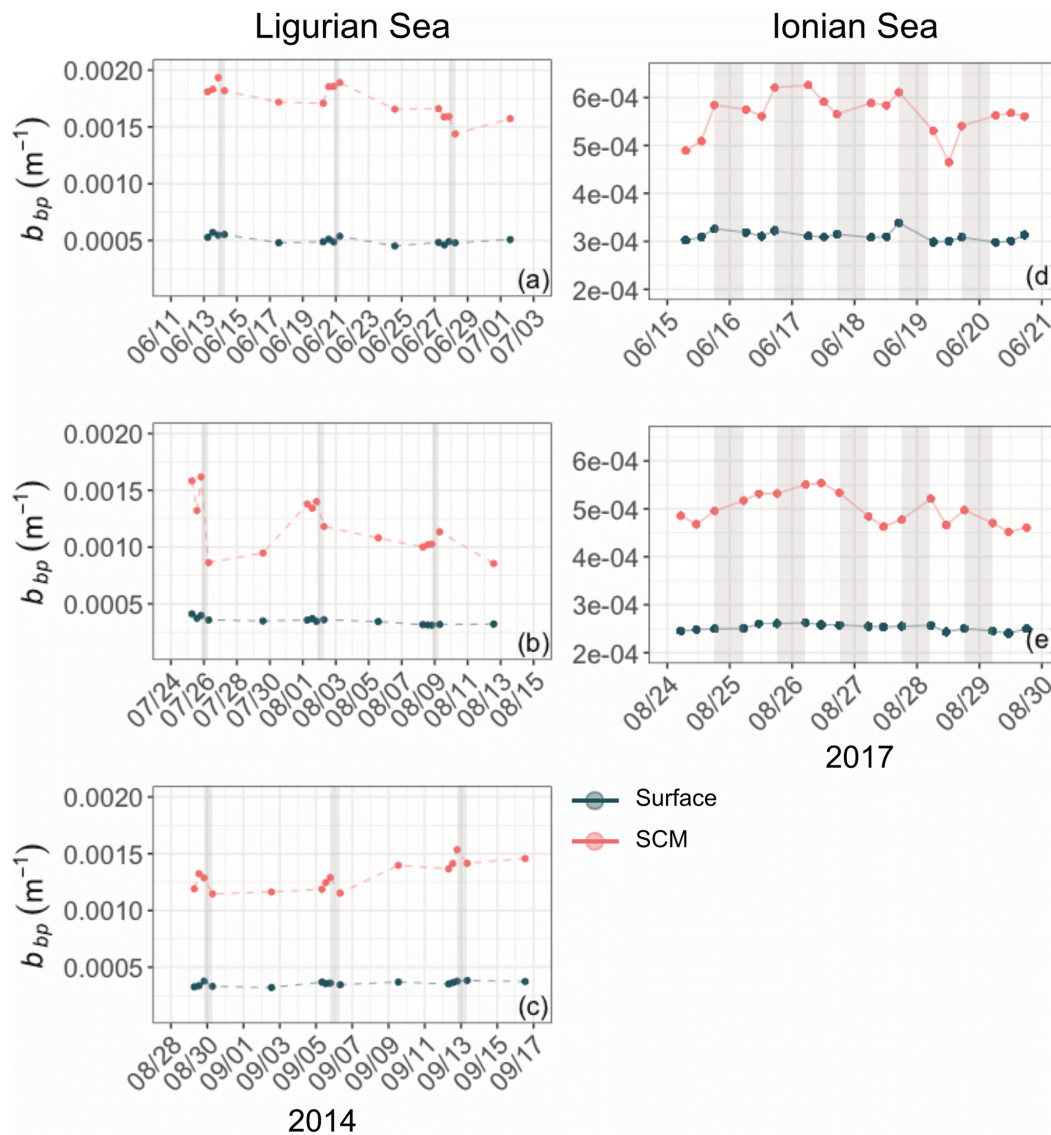 Ligurian Sea
Ionian Sea
b bp (m⁻¹)
0.0020
0.0015
0.0010
0.0005
(a)
06/11 06/13 06/15 06/17 06/19 06/21 06/23 06/25 06/27 06/29 07/01 07/03
6e-04
5e-04
4e-04
3e-04
2e-04
(d
06/15 06/16 06/17 06/18 06/19 06/20 06/21
b bp (m⁻¹)
0.0020
0.0015
0.0010
0.0005
(b)
07/24 07/26 07/28 07/30 08/01 08/03 08/05 08/07 08/09 08/11 08/13 08/15
6e-04
5e-04
4e-04
3e-04
2e-04
(e
08/24 08/25 08/26 08/27 08/28 08/29 08/30
2017
b bp (m⁻¹)
0.0020
0.0015
0.0010
0.0005
(c)
08/28 08/30 09/01 09/03 09/05 09/07 09/09 09/11 09/13 09/15 09/17
2014
Surface
SCM